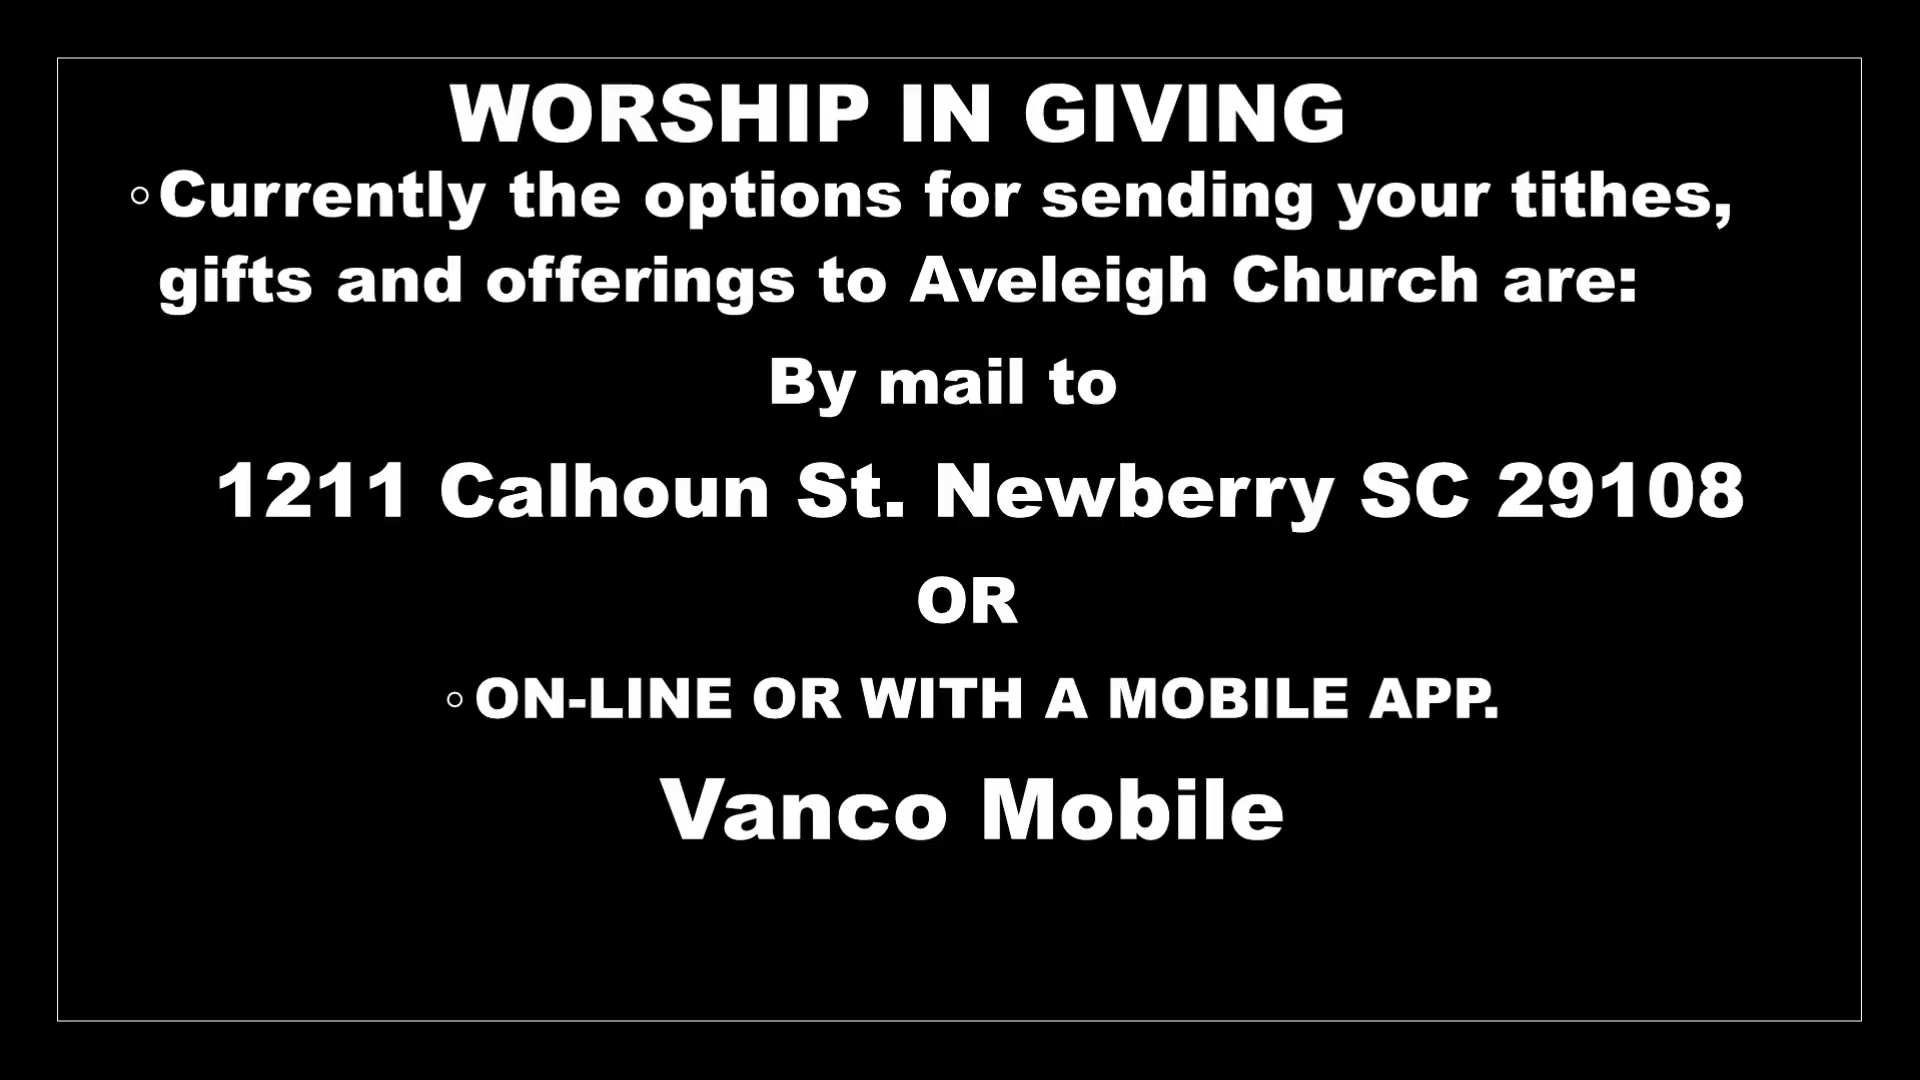 WORSHIP IN GIVING
◦Currently the options for sending your tithes,
gifts and offerings to Aveleigh Church are:
By mail to
1211 Calhoun St. Newberry SC 29108
OR
◦ON-LINE OR WITH A MOBILE APP.
Vanco Mobile